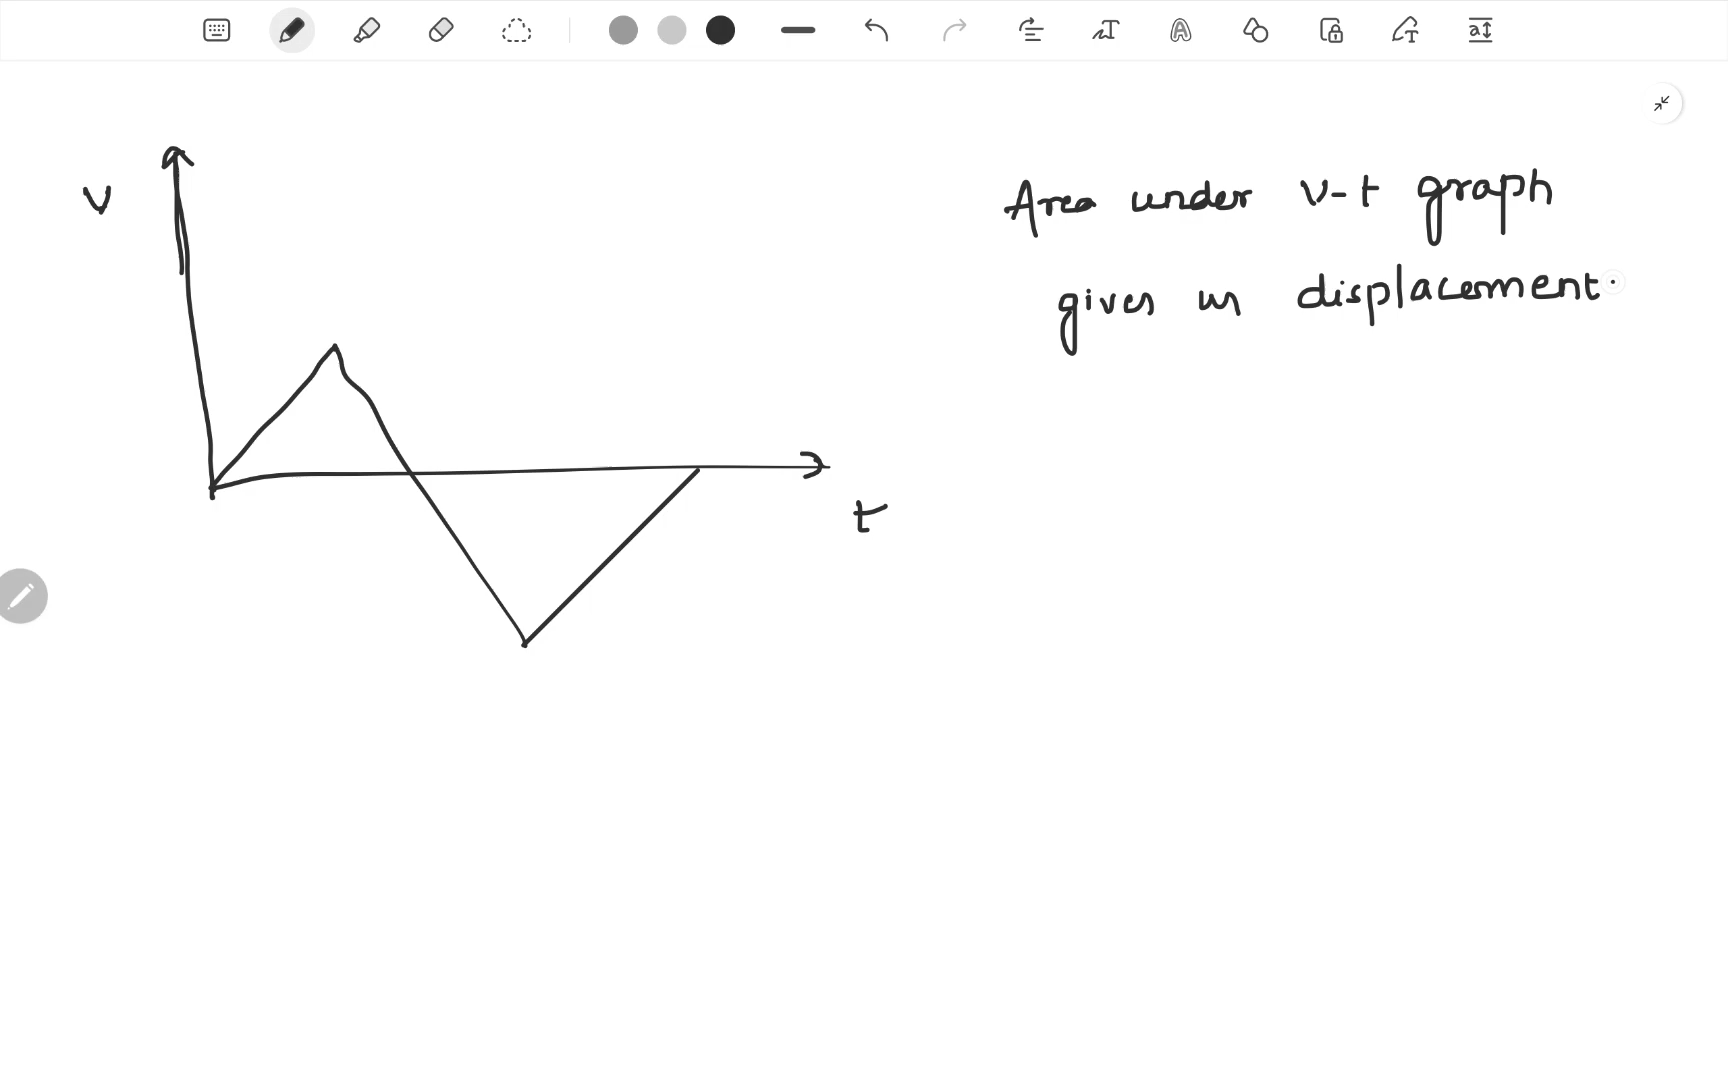 v
Area under v-t graph
gives us displacement.
t